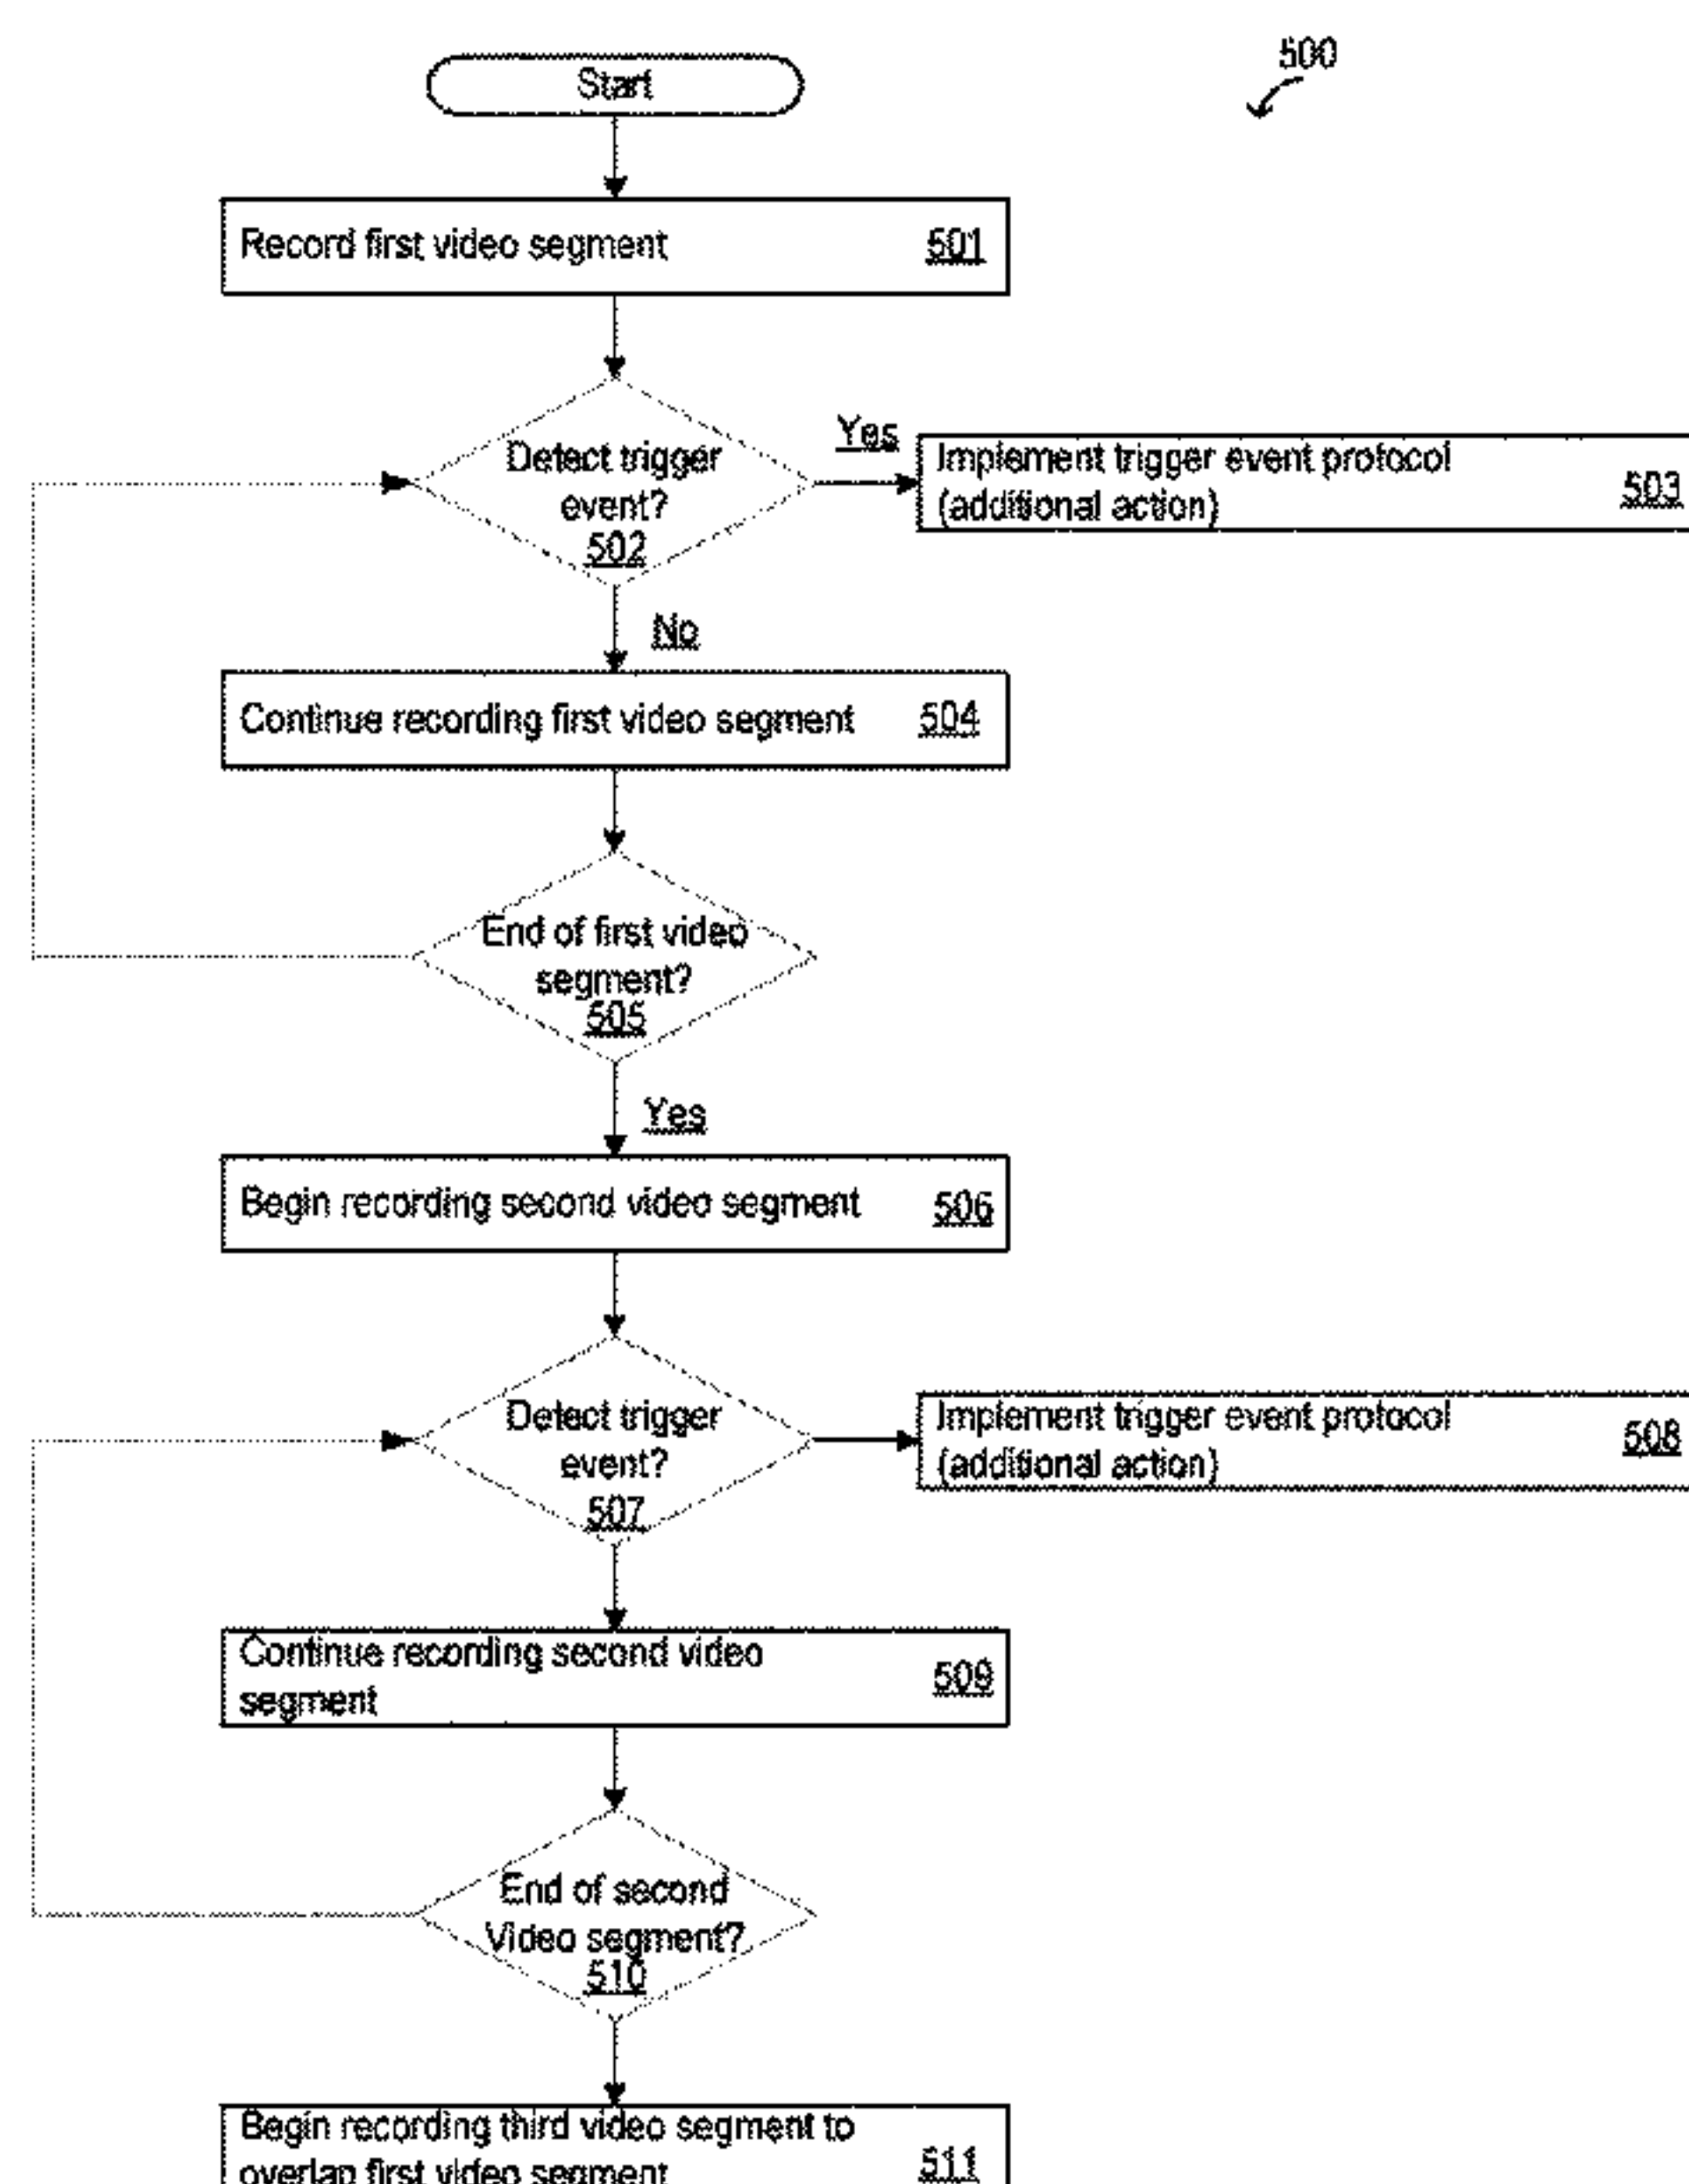 500
Start
Record first video segment 501
Detect trigger
event?
502
Yes
Implement trigger event protocol
(additional action) 503
No
Continue recording first video segment 504
End of first video
segment?
505
Yes
Begin recording second video segment 506
Detect trigger
event?
507
Implement trigger event protocol
(additional action) 508
Continue recording second video
segment 509
End of second
Video segment?
510
Begin recording third video segment to
overlap first video segment 511